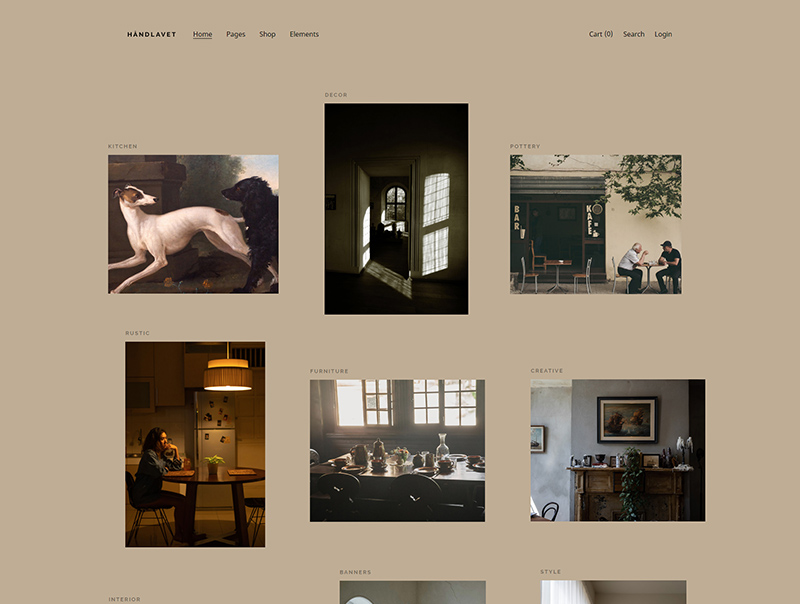 HÅNDLAVET Home Pages Shop Elements Cart (0) Search Login
DECOR
KITCHEN
POTTERY
BAR
KAFE
RUSTIC
FURNITURE
CREATIVE
BANNERS
STYLE
INTERIOR